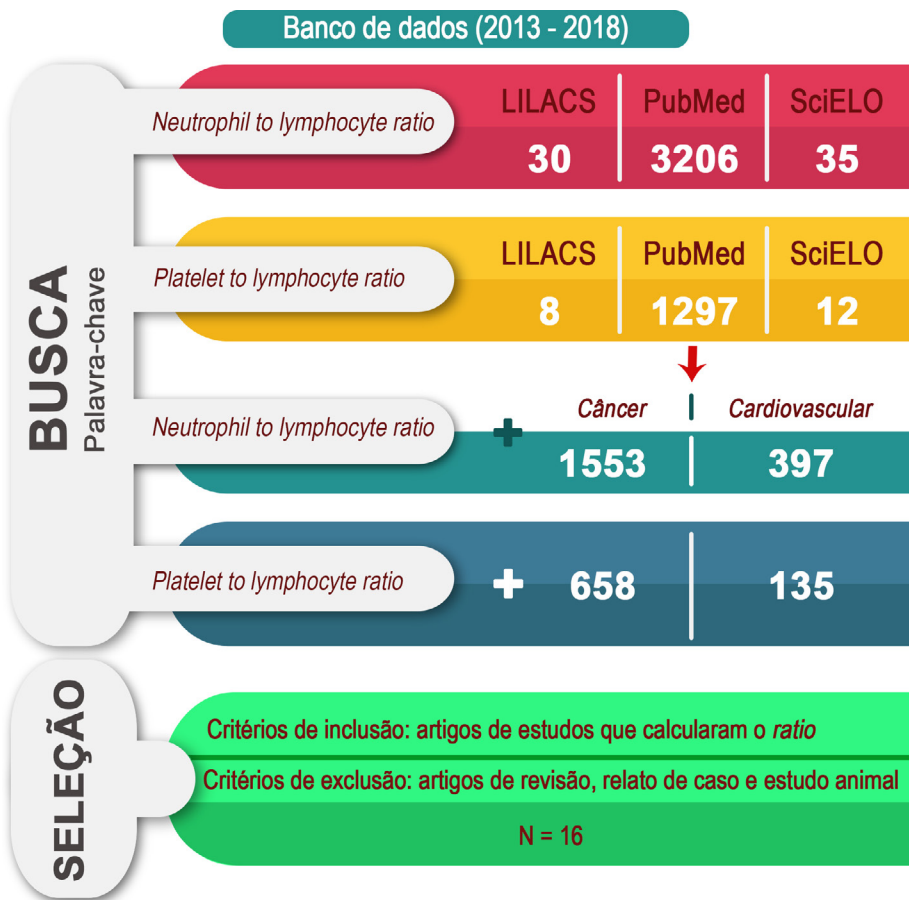 Banco de dados (2013 - 2018)
BUSCA
Palavra-chave
Neutrophil to lymphocyte ratio
LILACS PubMed SciELO
30 3206 35
Platelet to lymphocyte ratio
LILACS PubMed SciELO
8 1297 12
Neutrophil to lymphocyte ratio
+ Câncer Cardiovascular
1553 397
Platelet to lymphocyte ratio
+ 658 135
SELEÇÃO
Critérios de inclusão: artigos de estudos que calcularam o ratio
Critérios de exclusão: artigos de revisão, relato de caso e estudo animal
N = 16